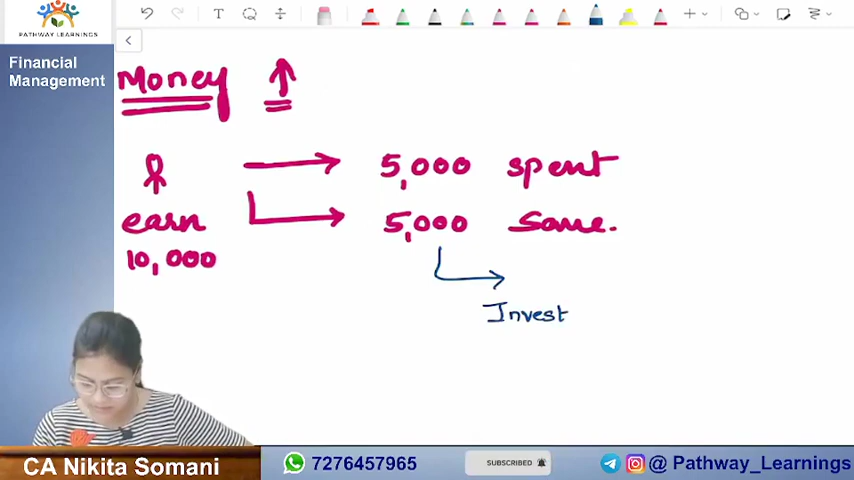 PATHWAY LEARNINGS
Financial
Management
Money ↑
→ 5,000 spent
earn → 5,000 Save.
10,000
Invest
CA Nikita Somani
7276457965
SUBSCRIBED
@ Pathway_Learnings